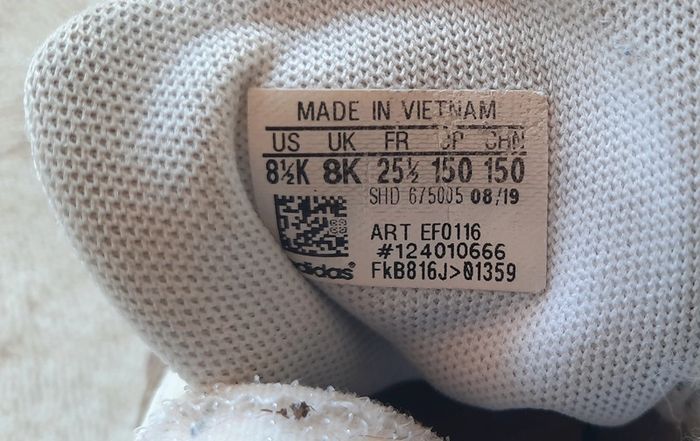 MADE IN VIETNAM
US UK FR JP CHN
8½K 8K 25½ 150 150
SHD 675005 08/19
ART EF0116
#124010666
adidas®
FkB816J>01359